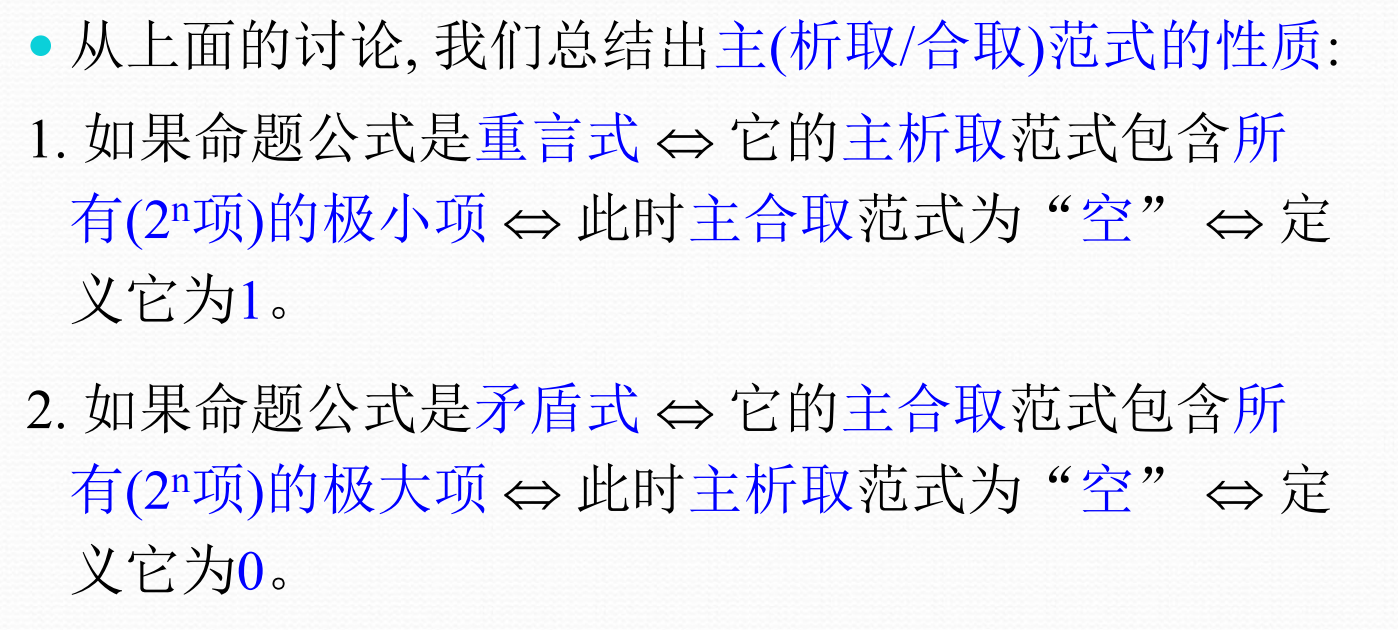 • 从上面的讨论, 我们总结出主(析取/合取)范式的性质:
1. 如果命题公式是重言式 ⇔ 它的主析取范式包含所
有(2ⁿ项)的极小项 ⇔ 此时主合取范式为“空” ⇔ 定
义它为1。
2. 如果命题公式是矛盾式 ⇔ 它的主合取范式包含所
有(2ⁿ项)的极大项 ⇔ 此时主析取范式为“空” ⇔ 定
义它为0。